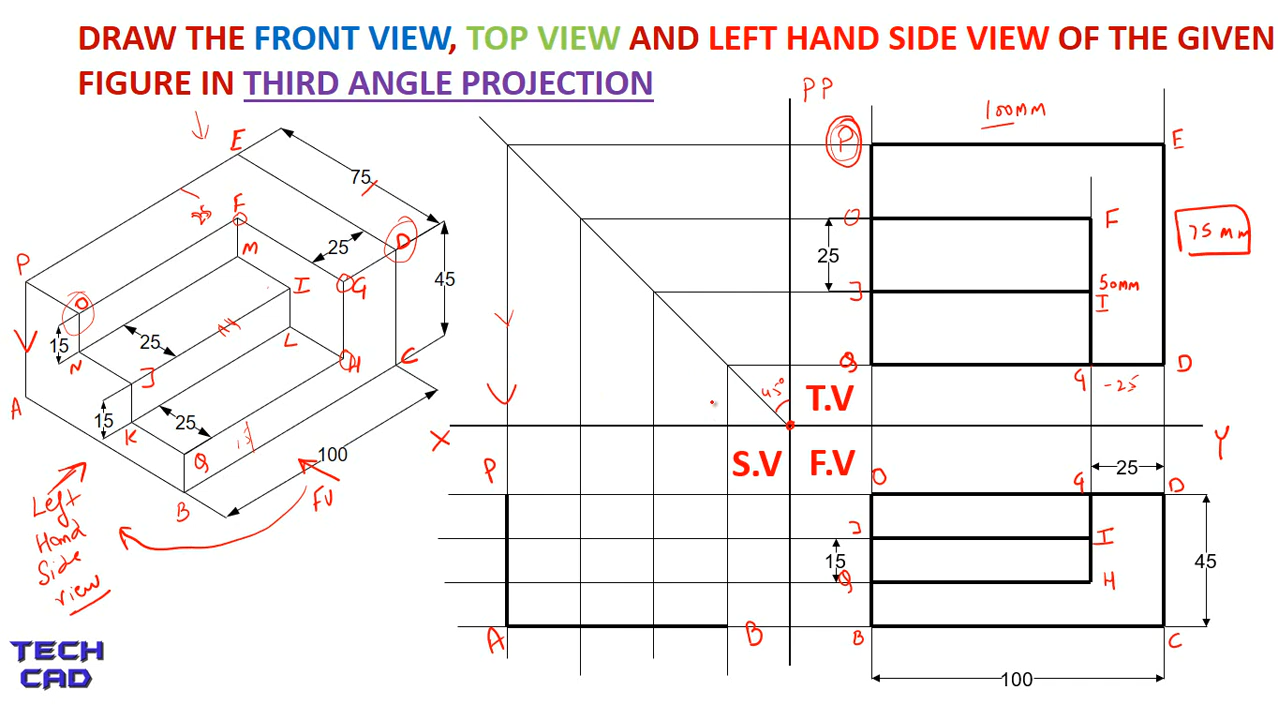 DRAW THE FRONT VIEW, TOP VIEW AND LEFT HAND SIDE VIEW OF THE GIVEN
FIGURE IN THIRD ANGLE PROJECTION
PP
100mm
E
75
P
E
25
F
D
O
F
75 mm
M
25
P
I
G
25
45
J
50mm
I
O
15
25
L
N
J
H
C
Q
G
-25
D
A
15
25
45°
T.V
K
X
Y
Q
100
S.V
F.V
P
O
G
25
D
Left
Hand
Side
view
B
FV
J
I
15
45
Q
H
TECH
CAD
A
B
B
C
100